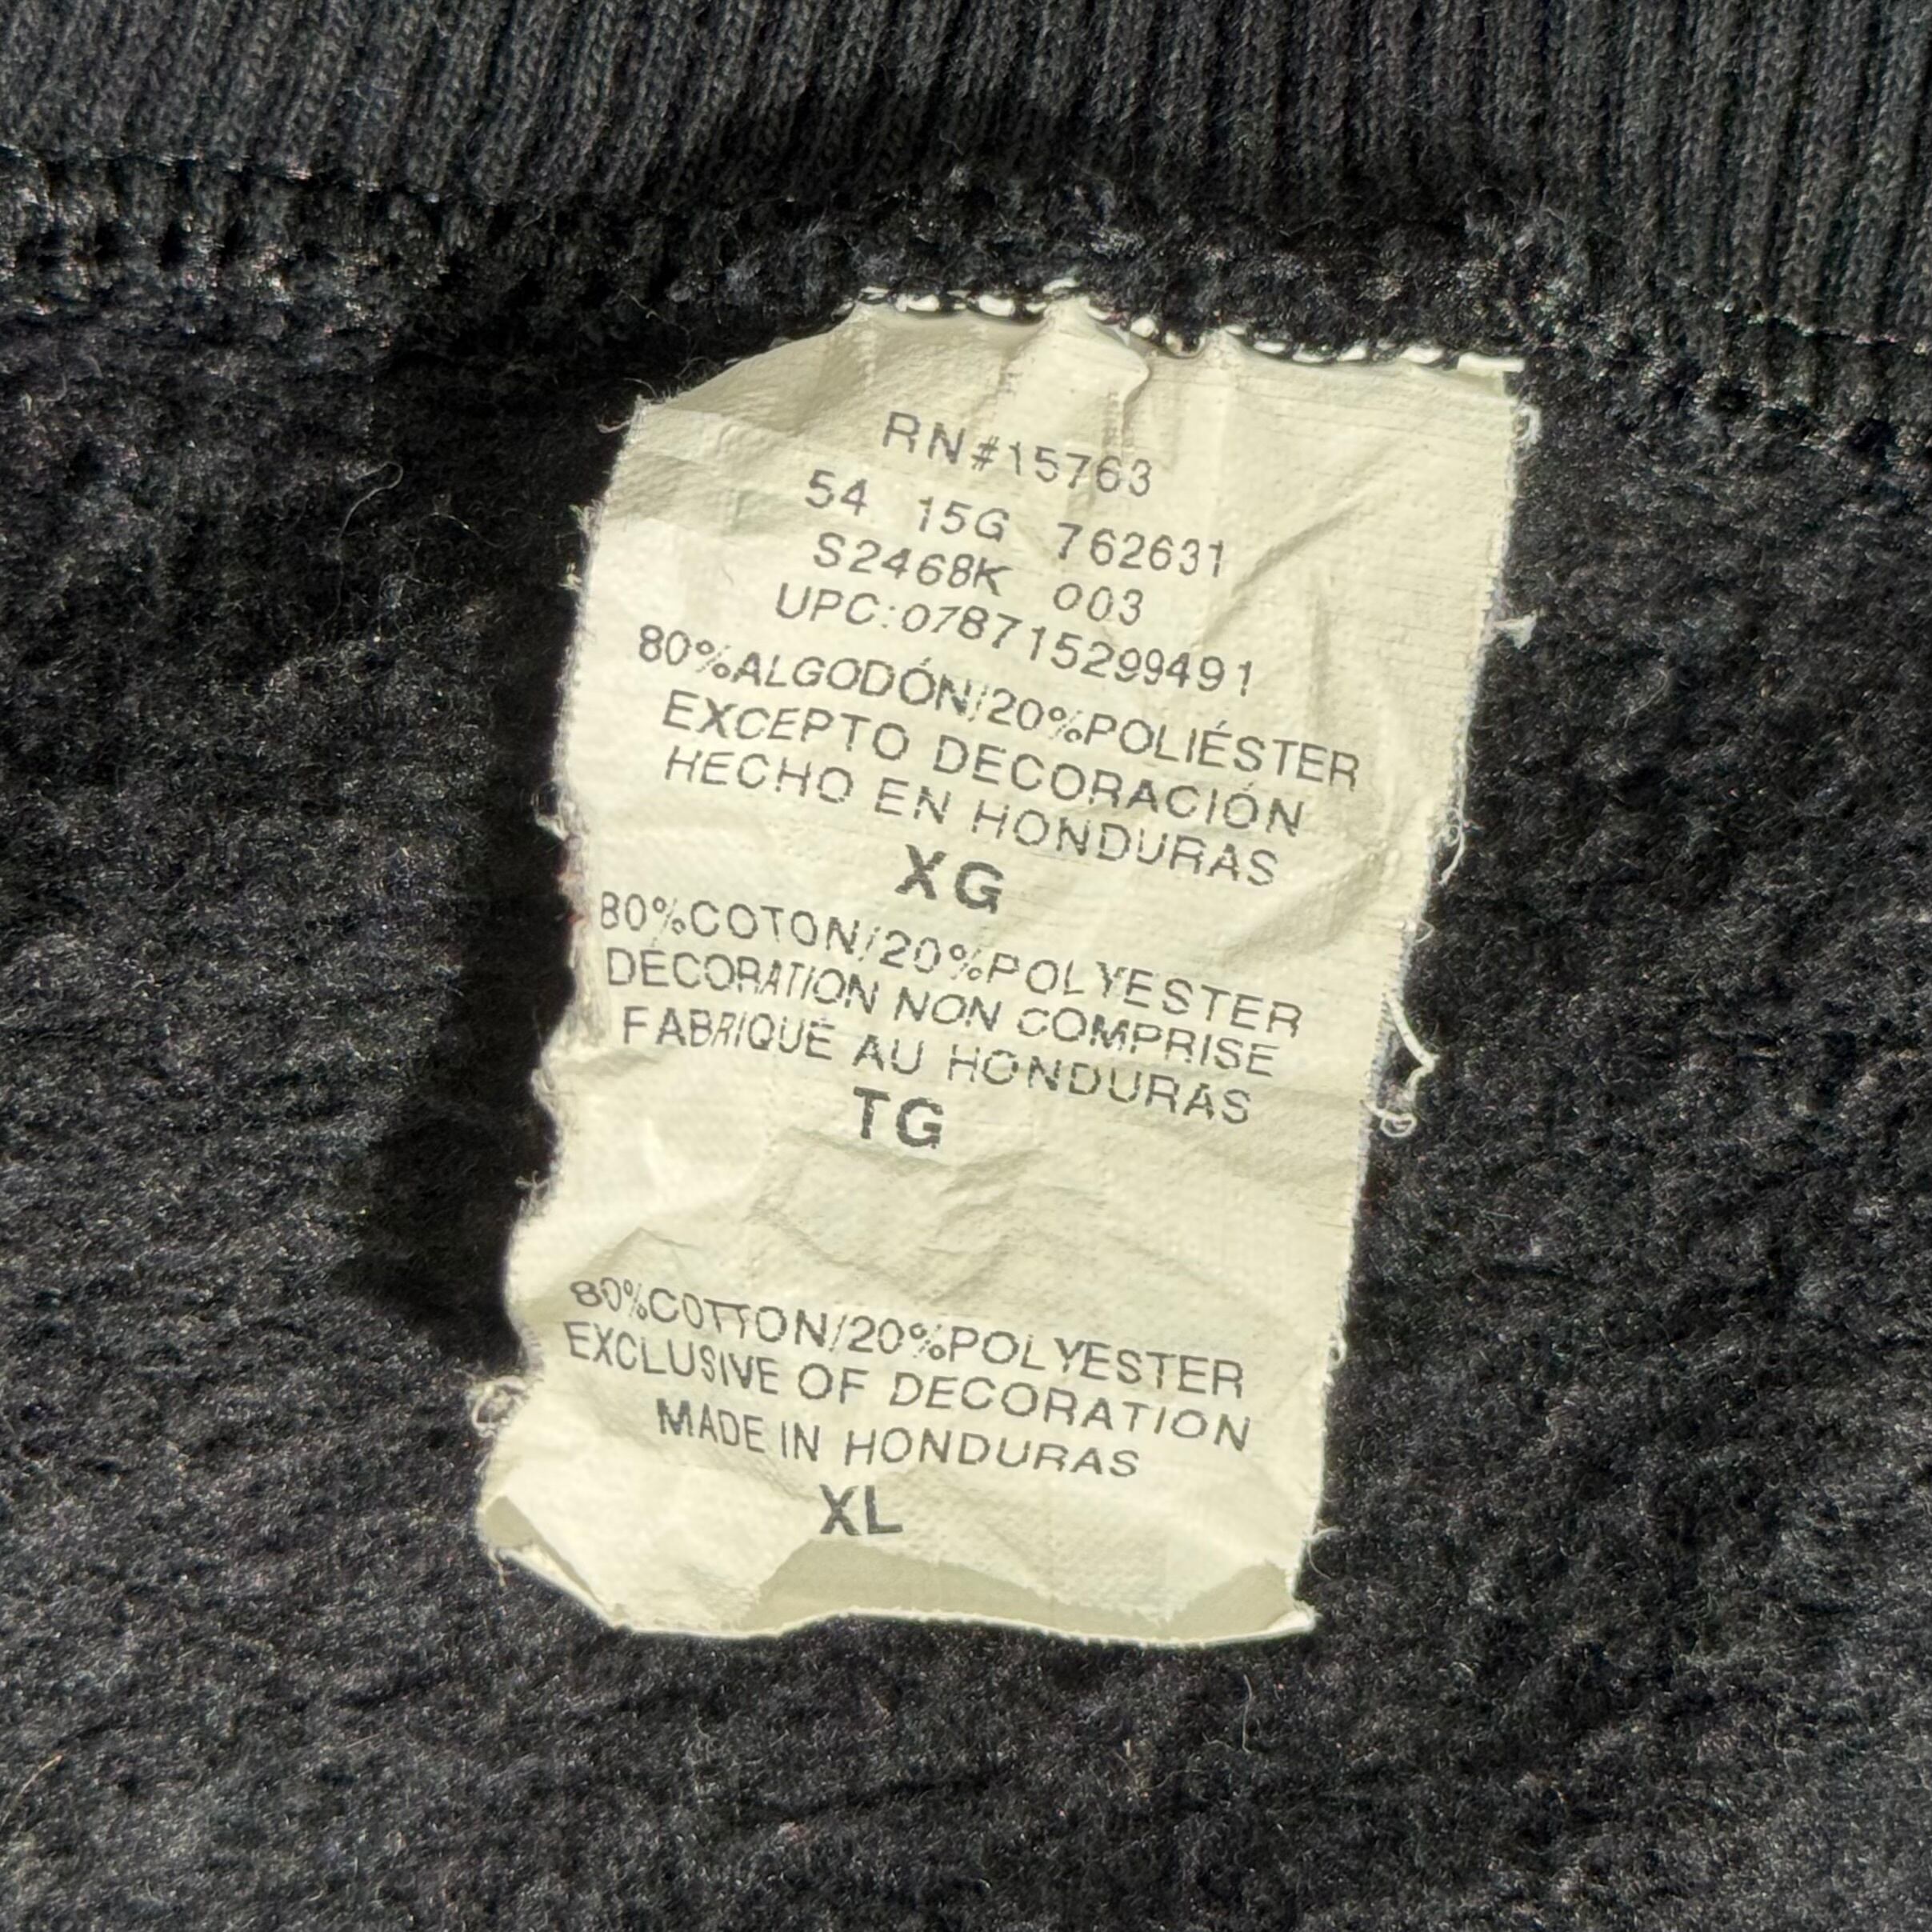 RN#15763
54 15G 762631
S2468K 003
UPC:078715299491
80%ALGODÓN/20%POLIÉSTER
EXCEPTO DECORACIÓN
HECHO EN HONDURAS
XG
80%COTON/20%POLYESTER
DÉCORATION NON COMPRISE
FABRIQUÉ AU HONDURAS
TG
80%COTTON/20%POLYESTER
EXCLUSIVE OF DECORATION
MADE IN HONDURAS
XL